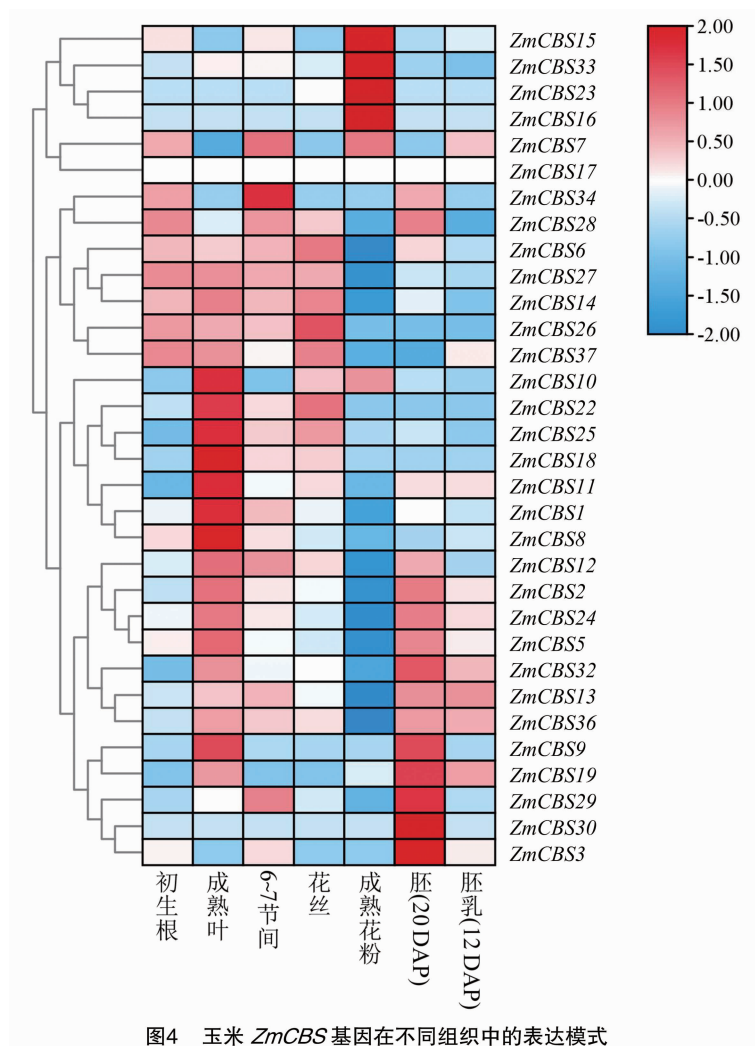 ZmCBS15
ZmCBS33
ZmCBS23
ZmCBS16
ZmCBS7
ZmCBS17
ZmCBS34
ZmCBS28
ZmCBS6
ZmCBS27
ZmCBS14
ZmCBS26
ZmCBS37
ZmCBS10
ZmCBS22
ZmCBS25
ZmCBS18
ZmCBS11
ZmCBS1
ZmCBS8
ZmCBS12
ZmCBS2
ZmCBS24
ZmCBS5
ZmCBS32
ZmCBS13
ZmCBS36
ZmCBS9
ZmCBS19
ZmCBS29
ZmCBS30
ZmCBS3
2.00
1.50
1.00
0.50
0.00
-0.50
-1.00
-1.50
-2.00
初生根
成熟叶
6~7节间
花丝
成熟花粉
胚(20 DAP)
胚乳(12 DAP)
图4 玉米 ZmCBS 基因在不同组织中的表达模式